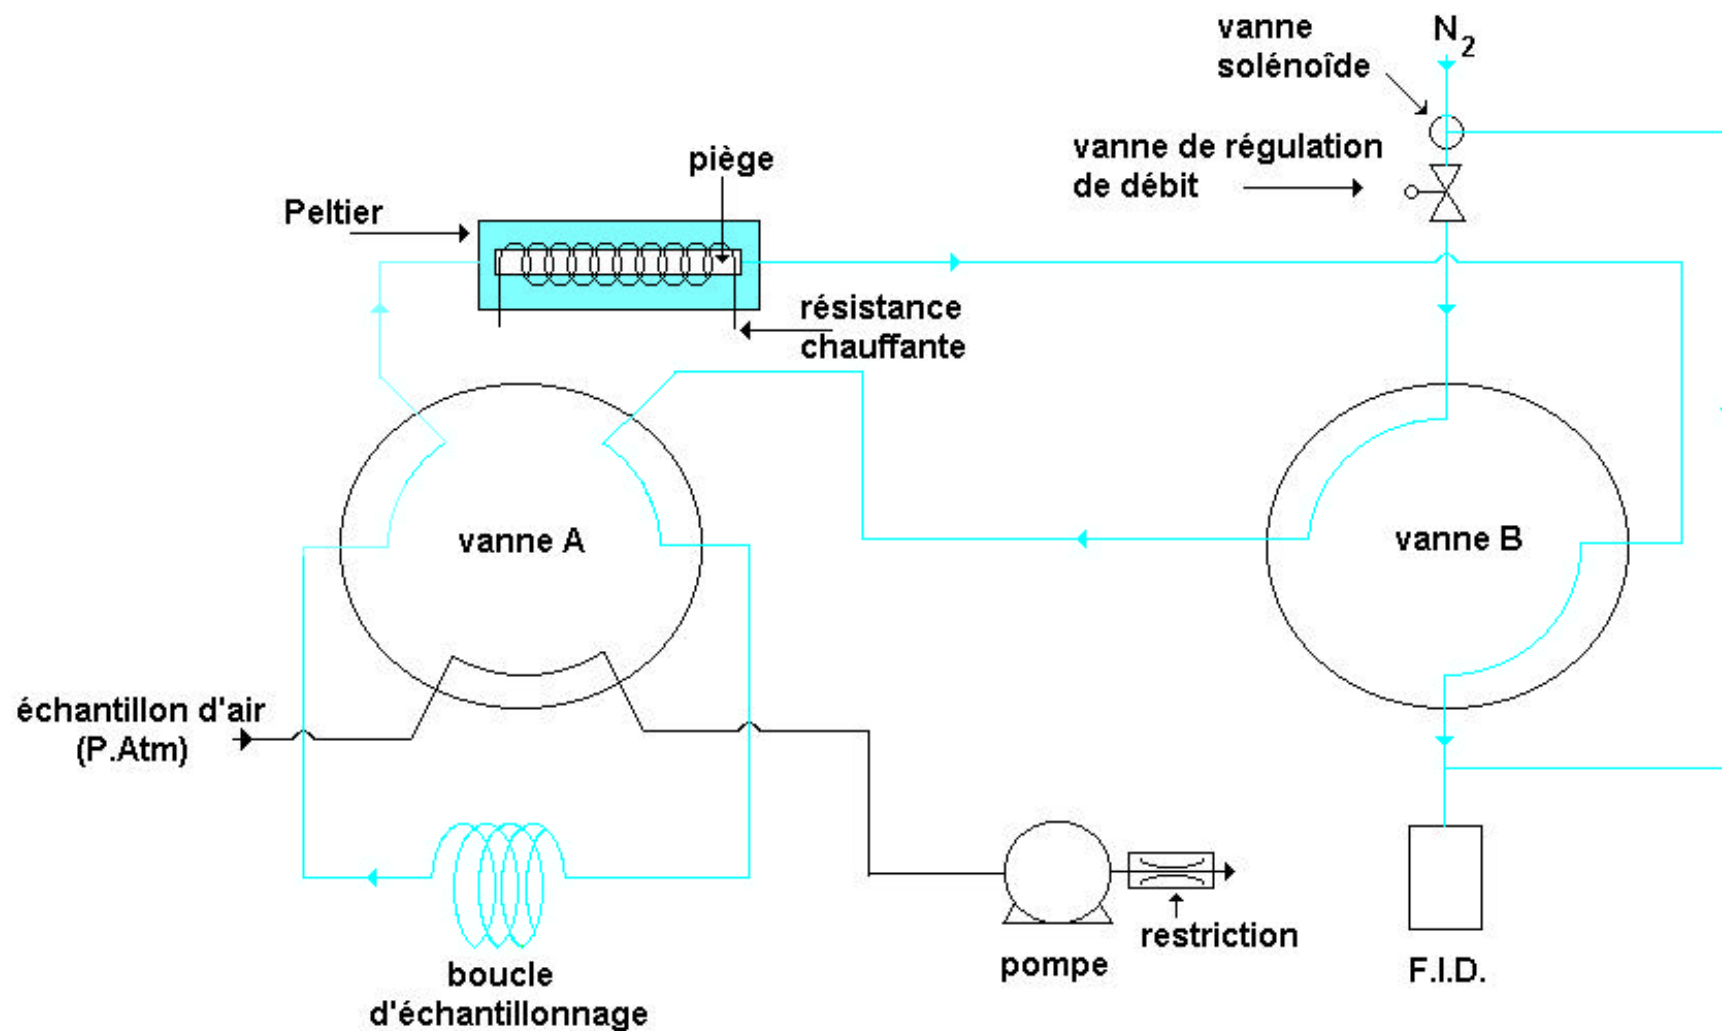 vanne
solénoîde
N2
vanne de régulation
de débit
piège
Peltier
résistance
chauffante
vanne A
vanne B
échantillon d'air
(P.Atm)
boucle
d'échantillonnage
pompe
restriction
F.I.D.